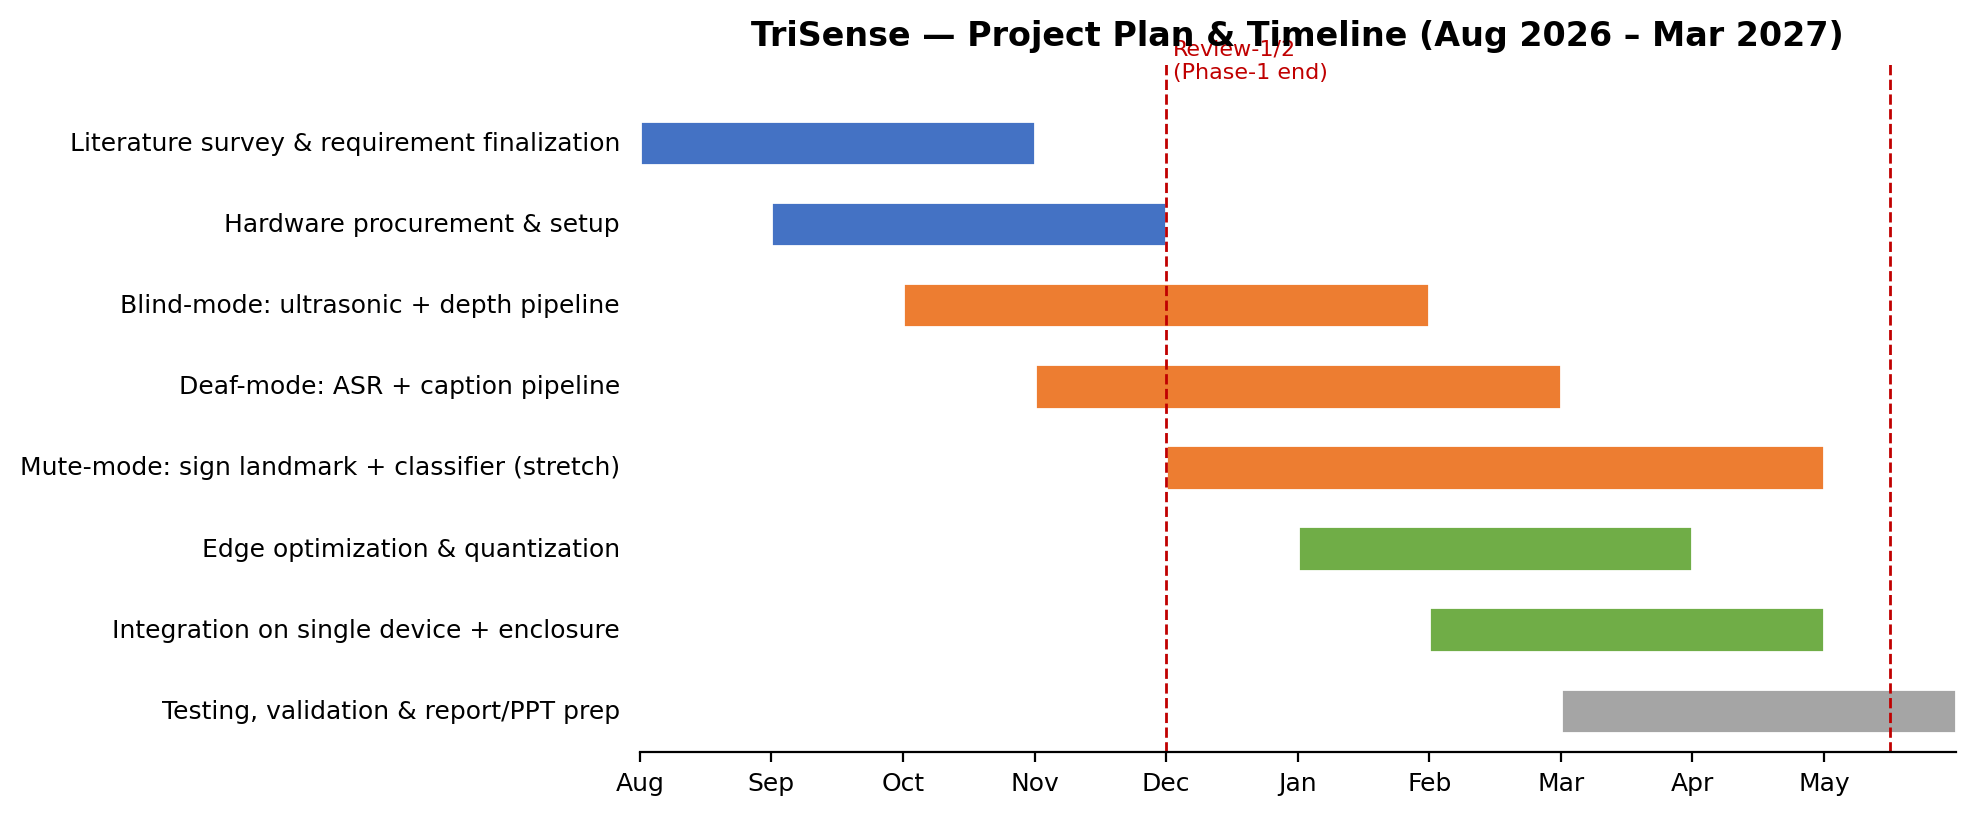 TriSense — Project Plan & Timeline (Aug 2026 – Mar 2027)
Review-1/2
(Phase-1 end)
Literature survey & requirement finalization
Hardware procurement & setup
Blind-mode: ultrasonic + depth pipeline
Deaf-mode: ASR + caption pipeline
Mute-mode: sign landmark + classifier (stretch)
Edge optimization & quantization
Integration on single device + enclosure
Testing, validation & report/PPT prep
Aug Sep Oct Nov Dec Jan Feb Mar Apr May